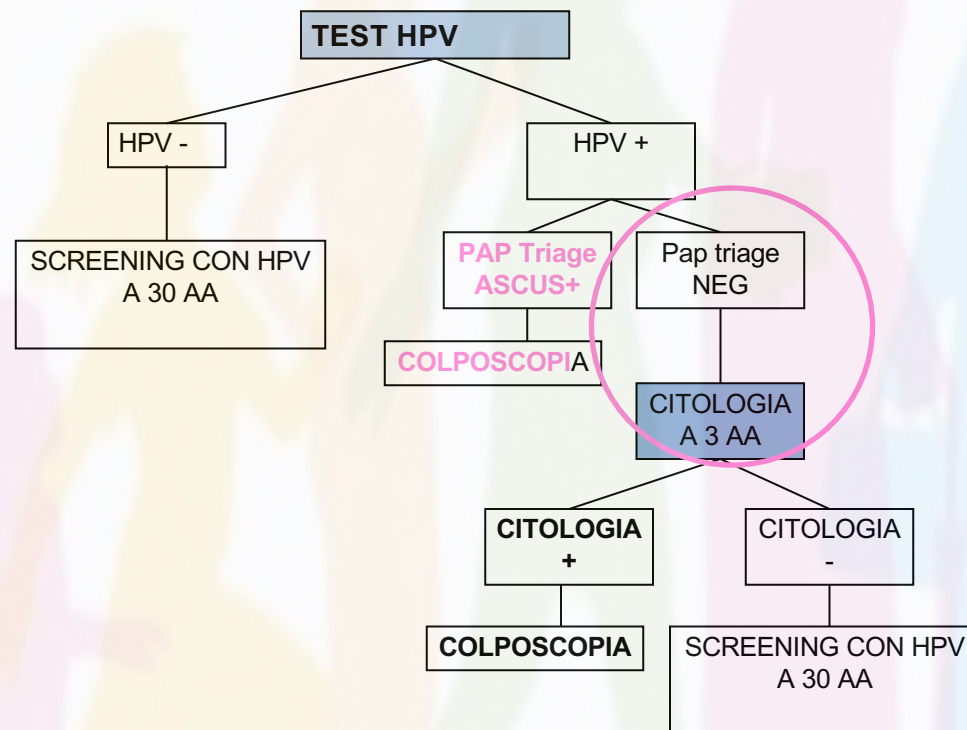 TEST HPV
HPV -
HPV +
SCREENING CON HPV
A 30 AA
PAP Triage
ASCUS+
Pap triage
NEG
COLPOSCOPIA
CITOLOGIA
A 3 AA
CITOLOGIA
+
CITOLOGIA
-
COLPOSCOPIA
SCREENING CON HPV
A 30 AA